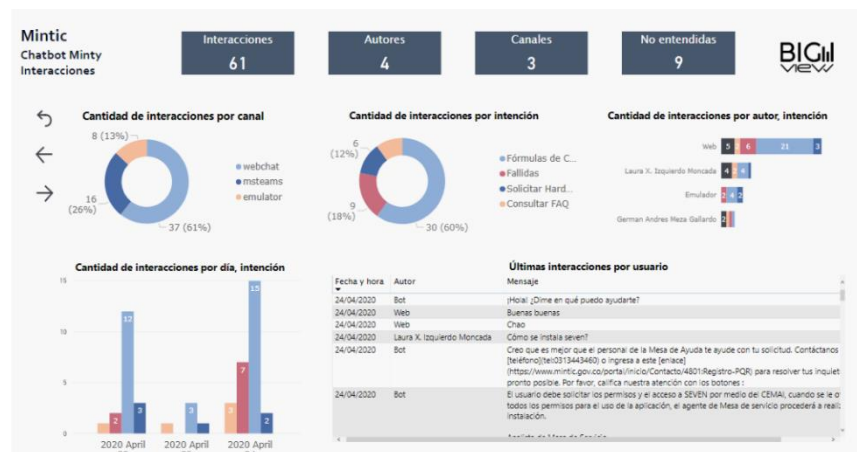 Mintic
Chatbot Minty
Interacciones
Interacciones
61
Autores
4
Canales
3
No entendidas
9
BIG
view
Cantidad de interacciones por canal
8 (13%)
16
(26%)
37 (61%)
webchat
msteams
emulator
Cantidad de interacciones por intención
6
(12%)
9
(18%)
30 (60%)
Fórmulas de C...
Fallidas
Solicitar Hard...
Consultar FAQ
Cantidad de interacciones por autor, intención
Web 5 6 21 3
Laura X. Izquierdo Moncada 4 2 4
Emulador 2 4 2
German Andres Meza Gallardo 2
Cantidad de interacciones por día, intención
15
10
5
0
2 12 3
3
3 7 15 2
2020 April
2020 April
2020 April
Últimas interacciones por usuario
Fecha y hora Autor Mensaje
24/04/2020 Bot ¡Hola! ¿Dime en qué puedo ayudarte?
24/04/2020 Web Buenas buenas
24/04/2020 Web Chao
24/04/2020 Laura X. Izquierdo Moncada Cómo se instala seven?
24/04/2020 Bot Creo que es mejor que el personal de la Mesa de Ayuda te ayude con tu solicitud. Contáctanos
[teléfono](tel:0313443460) o ingresa a este [enlace]
(https://www.mintic.gov.co/portal/inicio/Contacto/4801:Registro-PQR) para resolver tus inquiet
pronto posible. Por favor, califica nuestra atención con los botones :
24/04/2020 Bot El usuario debe solicitar los permisos y el acceso a SEVEN por medio del CEMAI, cuando se le o
todos los permisos para el uso de la aplicación, el agente de Mesa de servicio procederá a realiz
instalación.